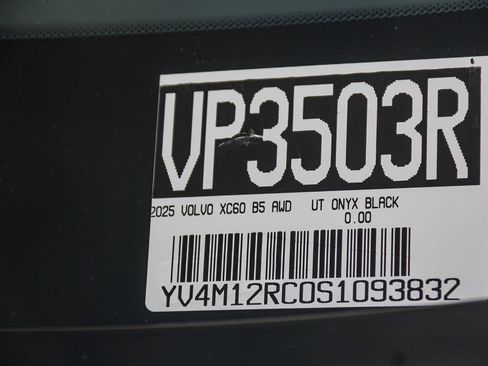 VP3503R
2025 VOLVO XC60 B5 AWD UT ONYX BLACK
0.00
YV4M12RC0S1093832